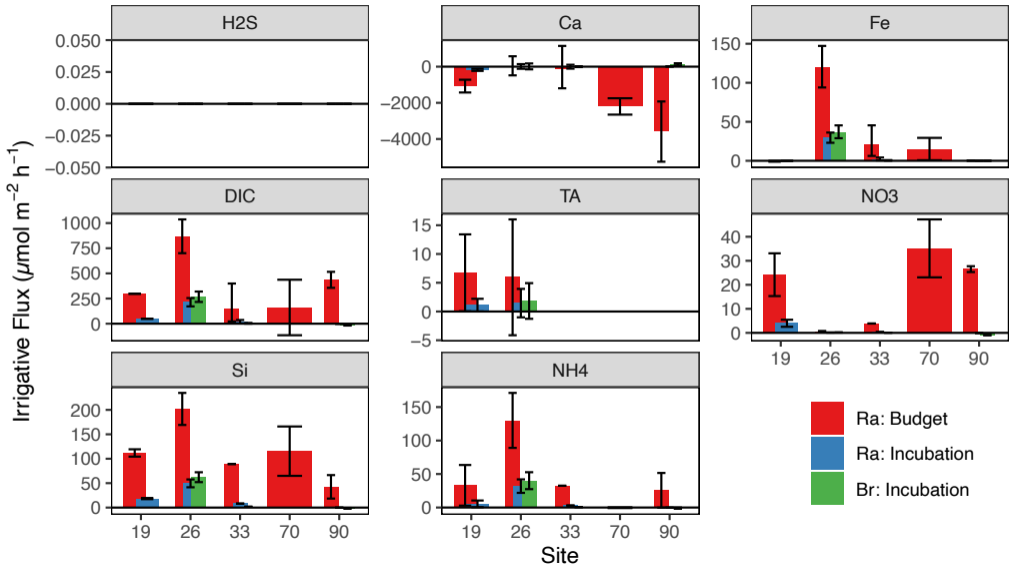 Irrigative Flux (µmol m⁻² h⁻¹)
H2S
0.050
0.025
0.000
−0.025
−0.050
Ca
0
−2000
−4000
Fe
150
100
50
0
DIC
1000
750
500
250
0
TA
15
10
5
0
−5
NO3
40
30
20
10
0
19 26 33 70 90
Si
200
150
100
50
0
19 26 33 70 90
NH4
150
100
50
0
19 26 33 70 90
Site
Ra: Budget
Ra: Incubation
Br: Incubation